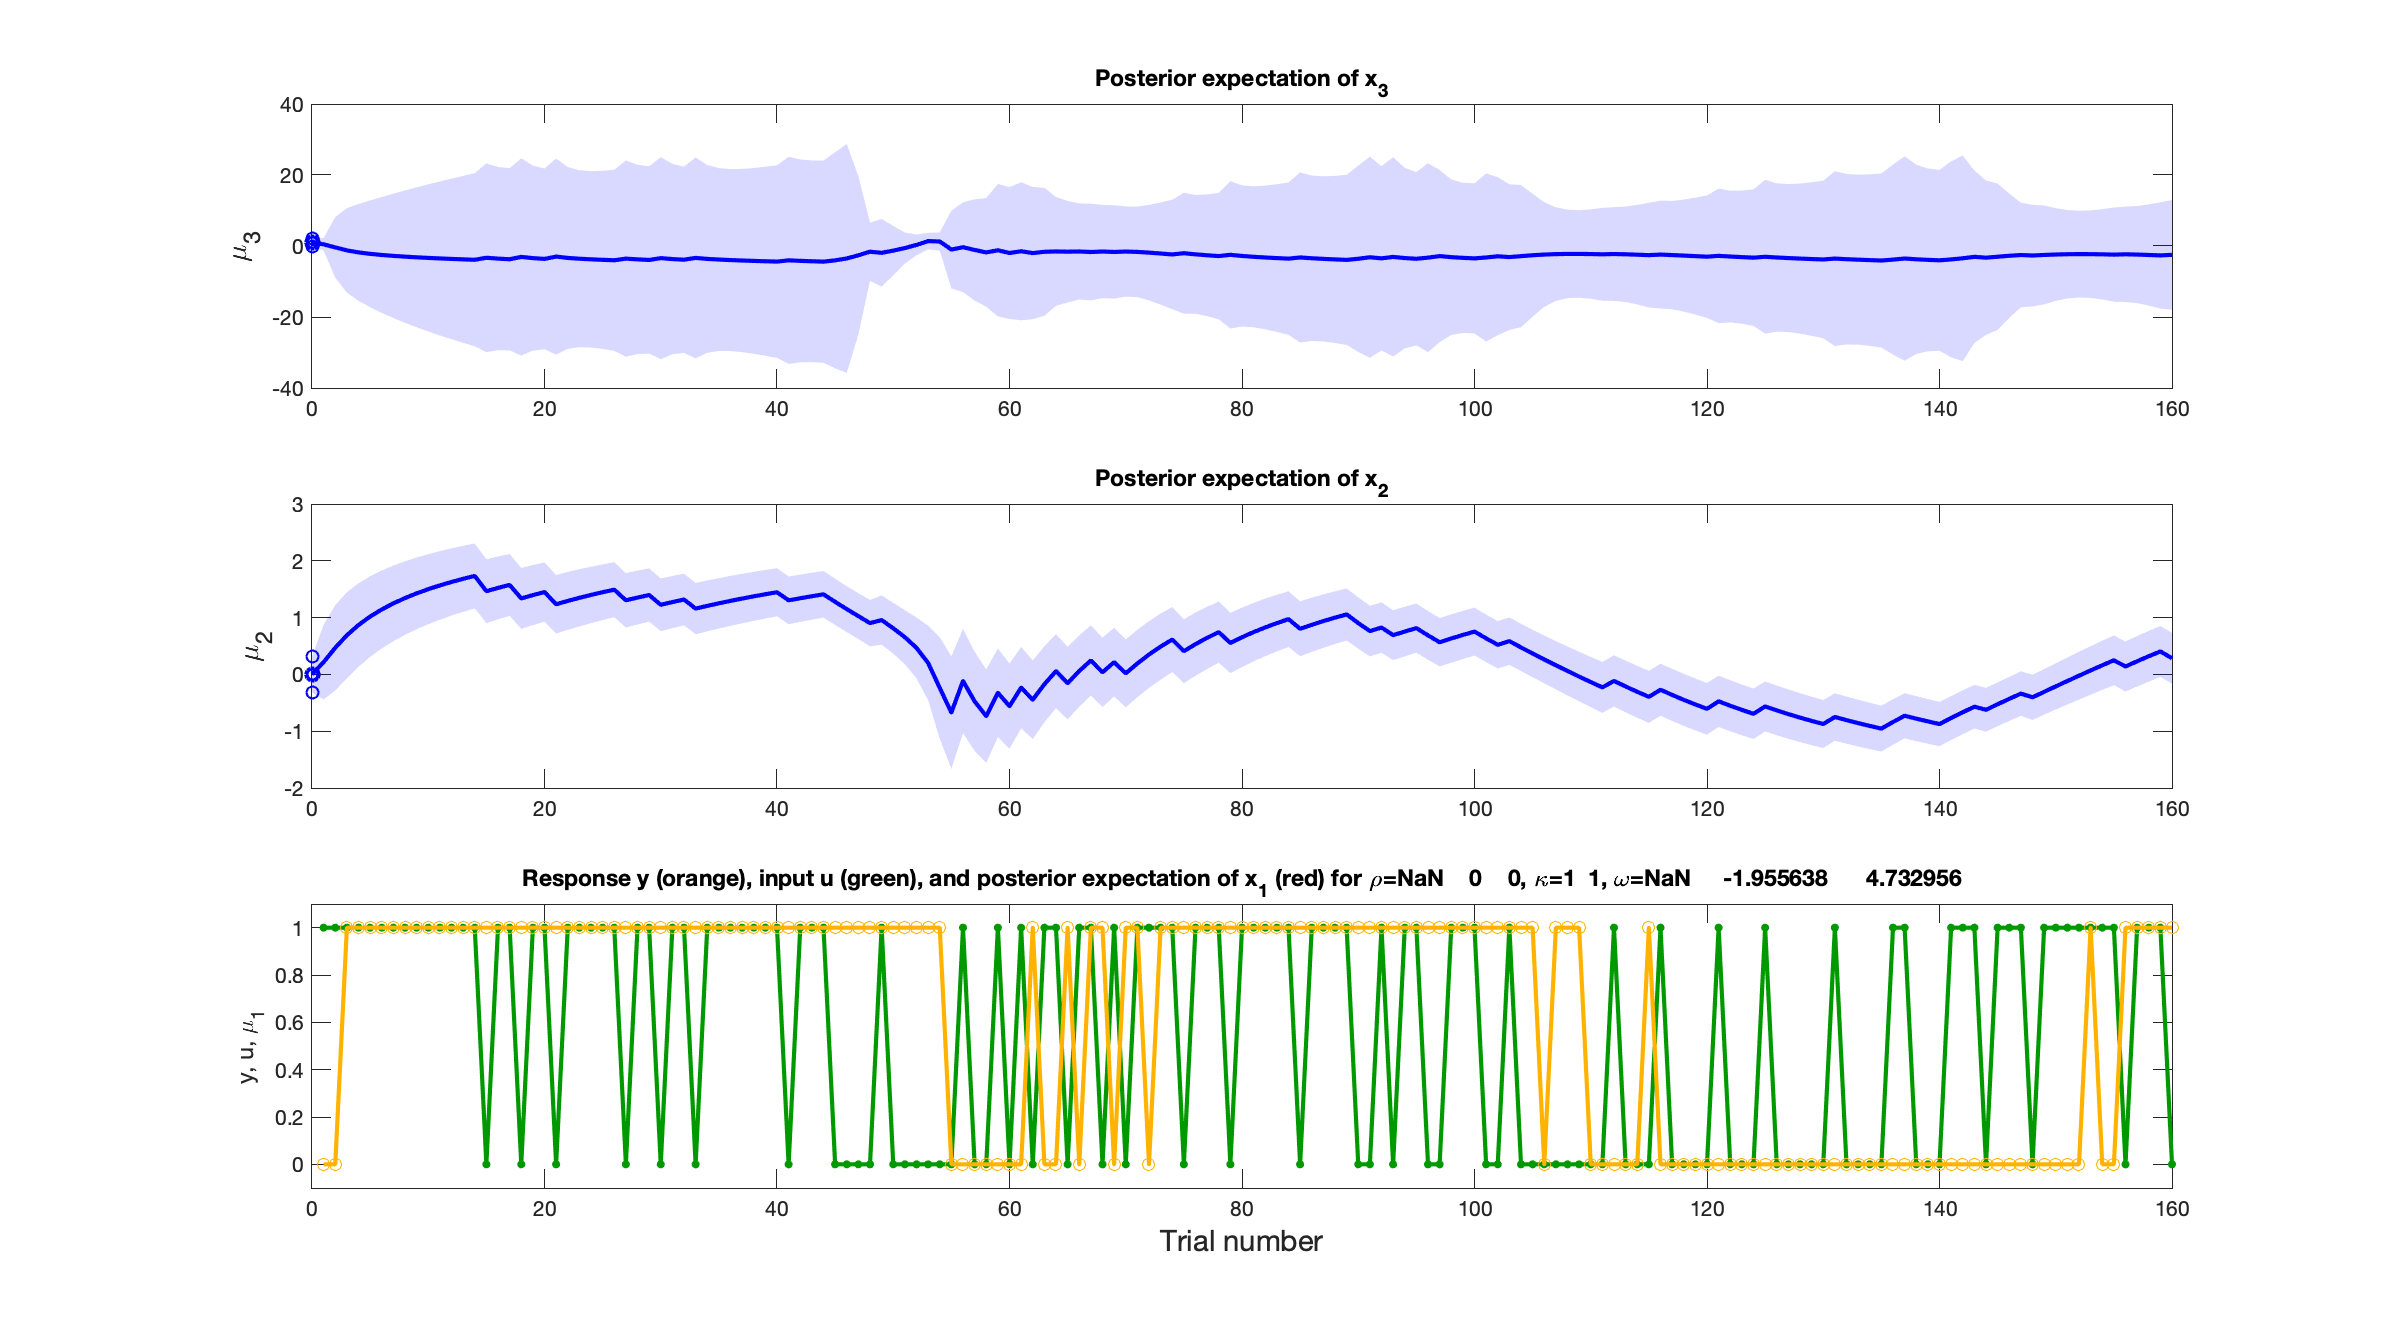 Posterior expectation of x3
40
20
0
-20
-40
μ3
0 20 40 60 80 100 120 140 160
Posterior expectation of x2
3
2
1
0
-1
-2
μ2
0 20 40 60 80 100 120 140 160
Response y (orange), input u (green), and posterior expectation of x1 (red) for ρ=NaN 0 0, κ=1 1, ω=NaN -1.955638 4.732956
1
0.8
0.6
0.4
0.2
0
y, u, μ1
0 20 40 60 80 100 120 140 160
Trial number